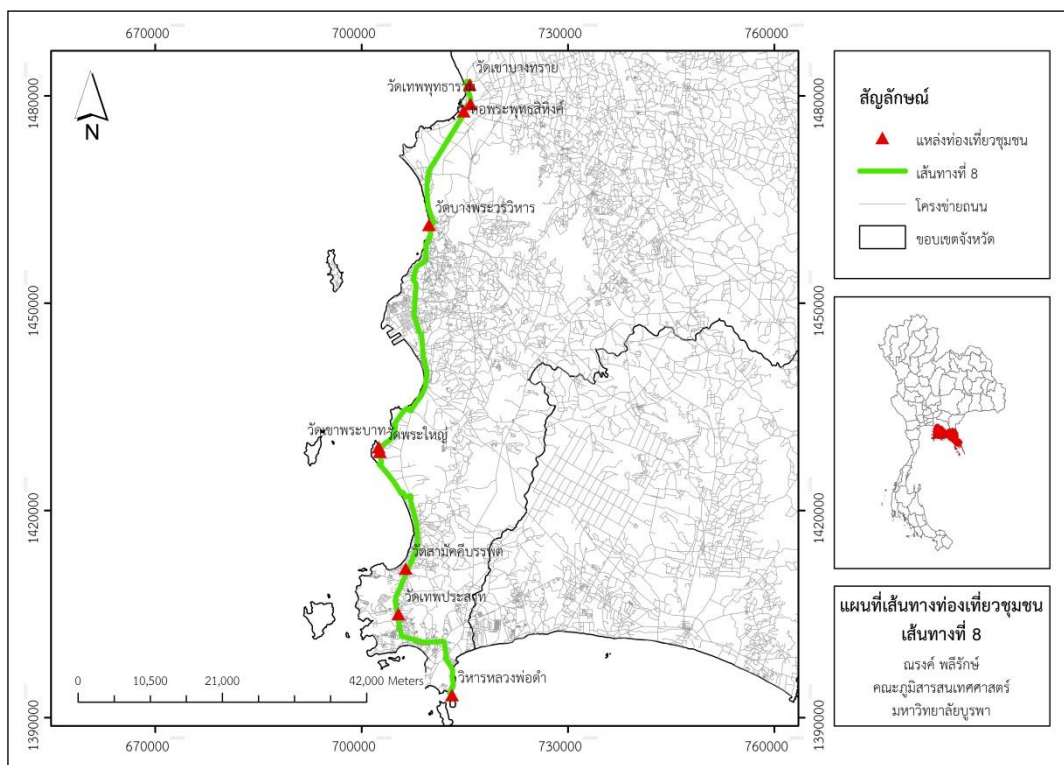 670000
700000
730000
760000
1480000
1450000
1420000
1390000
N
วัดเขาบางทราย
วัดเทพพุทธาราม
หอพระพุทธสิหิงค์
วัดบางพระวรวิหาร
วัดเขาพระบาท
วัดพระใหญ่
วัดสามัคคีบรรพต
วัดเทพประสาท
วิหารหลวงพ่อดำ
0
10,500
21,000
42,000 Meters
1480000
1450000
1420000
1390000
670000
700000
730000
760000
สัญลักษณ์
แหล่งท่องเที่ยวชุมชน
เส้นทางที่ 8
โครงข่ายถนน
ขอบเขตจังหวัด
แผนที่เส้นทางท่องเที่ยวชุมชน
เส้นทางที่ 8
ณรงค์ พลีรักษ์
คณะภูมิสารสนเทศศาสตร์
มหาวิทยาลัยบูรพา